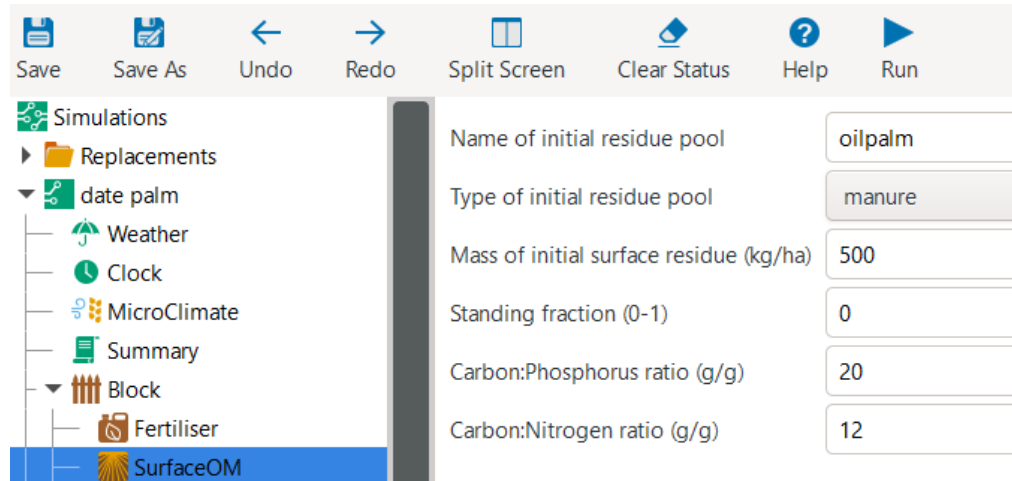 Save
Save As
Undo
Redo
Split Screen
Clear Status
Help
Run
Simulations
Replacements
date palm
Weather
Clock
MicroClimate
Summary
Block
Fertiliser
SurfaceOM
Name of initial residue pool
oilpalm
Type of initial residue pool
manure
Mass of initial surface residue (kg/ha)
500
Standing fraction (0-1)
0
Carbon:Phosphorus ratio (g/g)
20
Carbon:Nitrogen ratio (g/g)
12